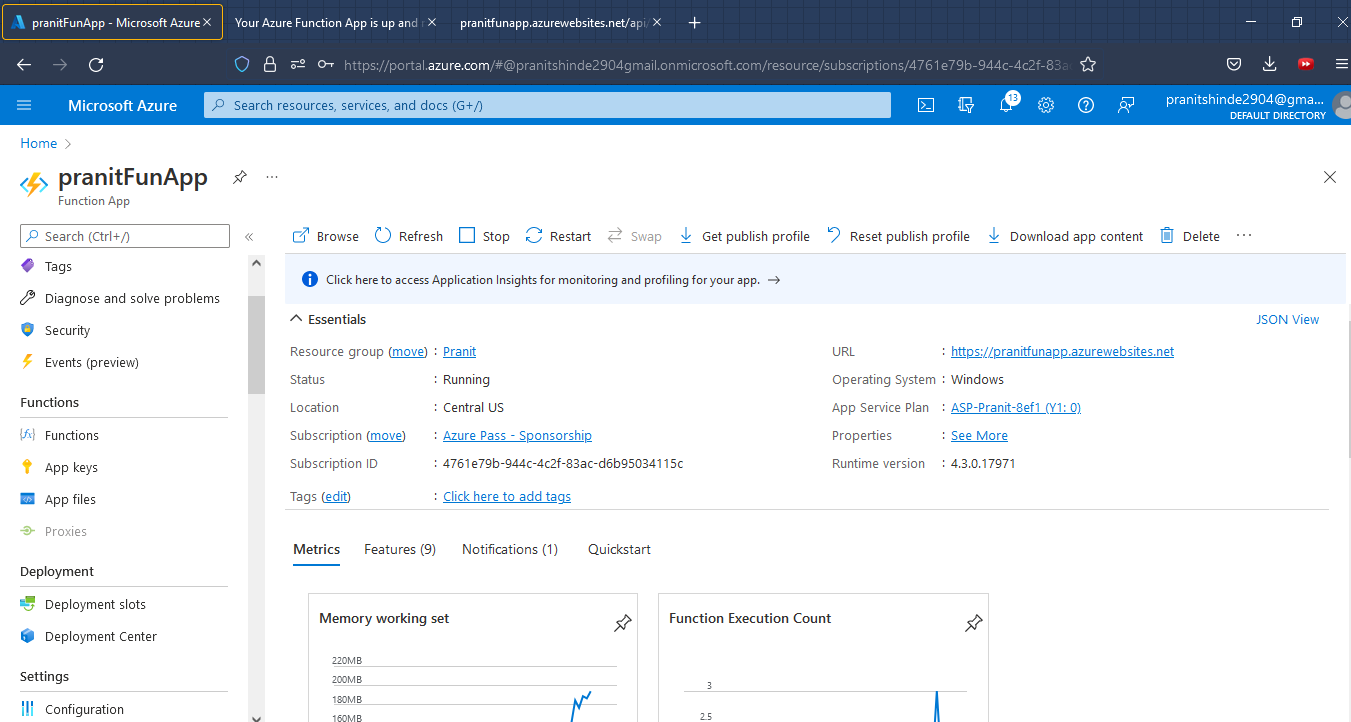 pranitFunApp - Microsoft Azure
Your Azure Function App is up and
pranitfunapp.azurewebsites.net/api/
https://portal.azure.com/#@pranitshinde2904gmail.onmicrosoft.com/resource/subscriptions/4761e79b-944c-4c2f-83a
Microsoft Azure
Search resources, services, and docs (G+/)
13
pranitshinde2904@gma...
DEFAULT DIRECTORY
Home
pranitFunApp
...
Function App
Search (Ctrl+/)
«
Browse
Refresh
Stop
Restart
Swap
Get publish profile
Reset publish profile
Download app content
Delete
...
Tags
Diagnose and solve problems
Security
Events (preview)
Functions
Functions
App keys
App files
Proxies
Deployment
Deployment slots
Deployment Center
Settings
Configuration
Click here to access Application Insights for monitoring and profiling for your app. →
Essentials
JSON View
Resource group (move) : Pranit
Status : Running
Location : Central US
Subscription (move) : Azure Pass - Sponsorship
Subscription ID : 4761e79b-944c-4c2f-83ac-d6b95034115c
Tags (edit) : Click here to add tags
URL : https://pranitfunapp.azurewebsites.net
Operating System : Windows
App Service Plan : ASP-Pranit-8ef1 (Y1: 0)
Properties : See More
Runtime version : 4.3.0.17971
Metrics
Features (9)
Notifications (1)
Quickstart
Memory working set
220MB
200MB
180MB
160MB
Function Execution Count
3
2.5